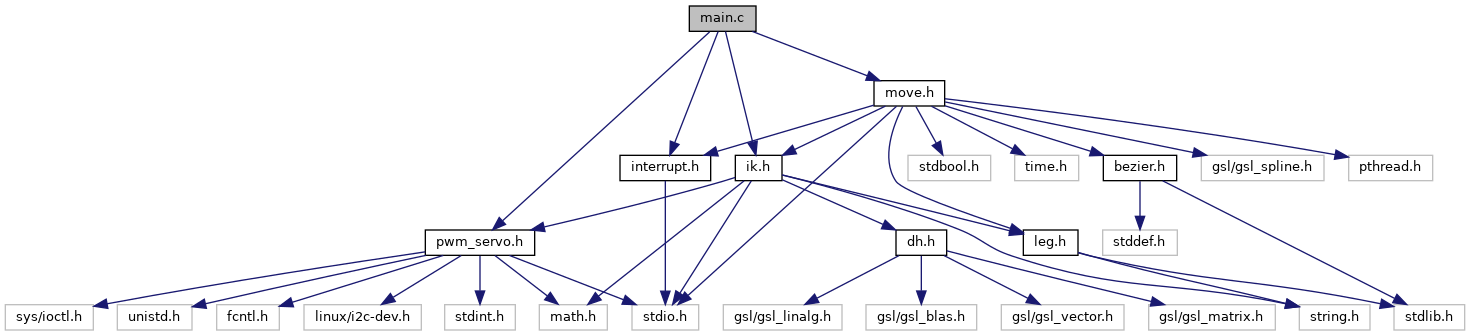 main.c
move.h
interrupt.h
ik.h
stdbool.h
time.h
bezier.h
gsl/gsl_spline.h
pthread.h
pwm_servo.h
dh.h
leg.h
stddef.h
sys/ioctl.h
unistd.h
fcntl.h
linux/i2c-dev.h
stdint.h
math.h
stdio.h
gsl/gsl_linalg.h
gsl/gsl_blas.h
gsl/gsl_vector.h
gsl/gsl_matrix.h
string.h
stdlib.h